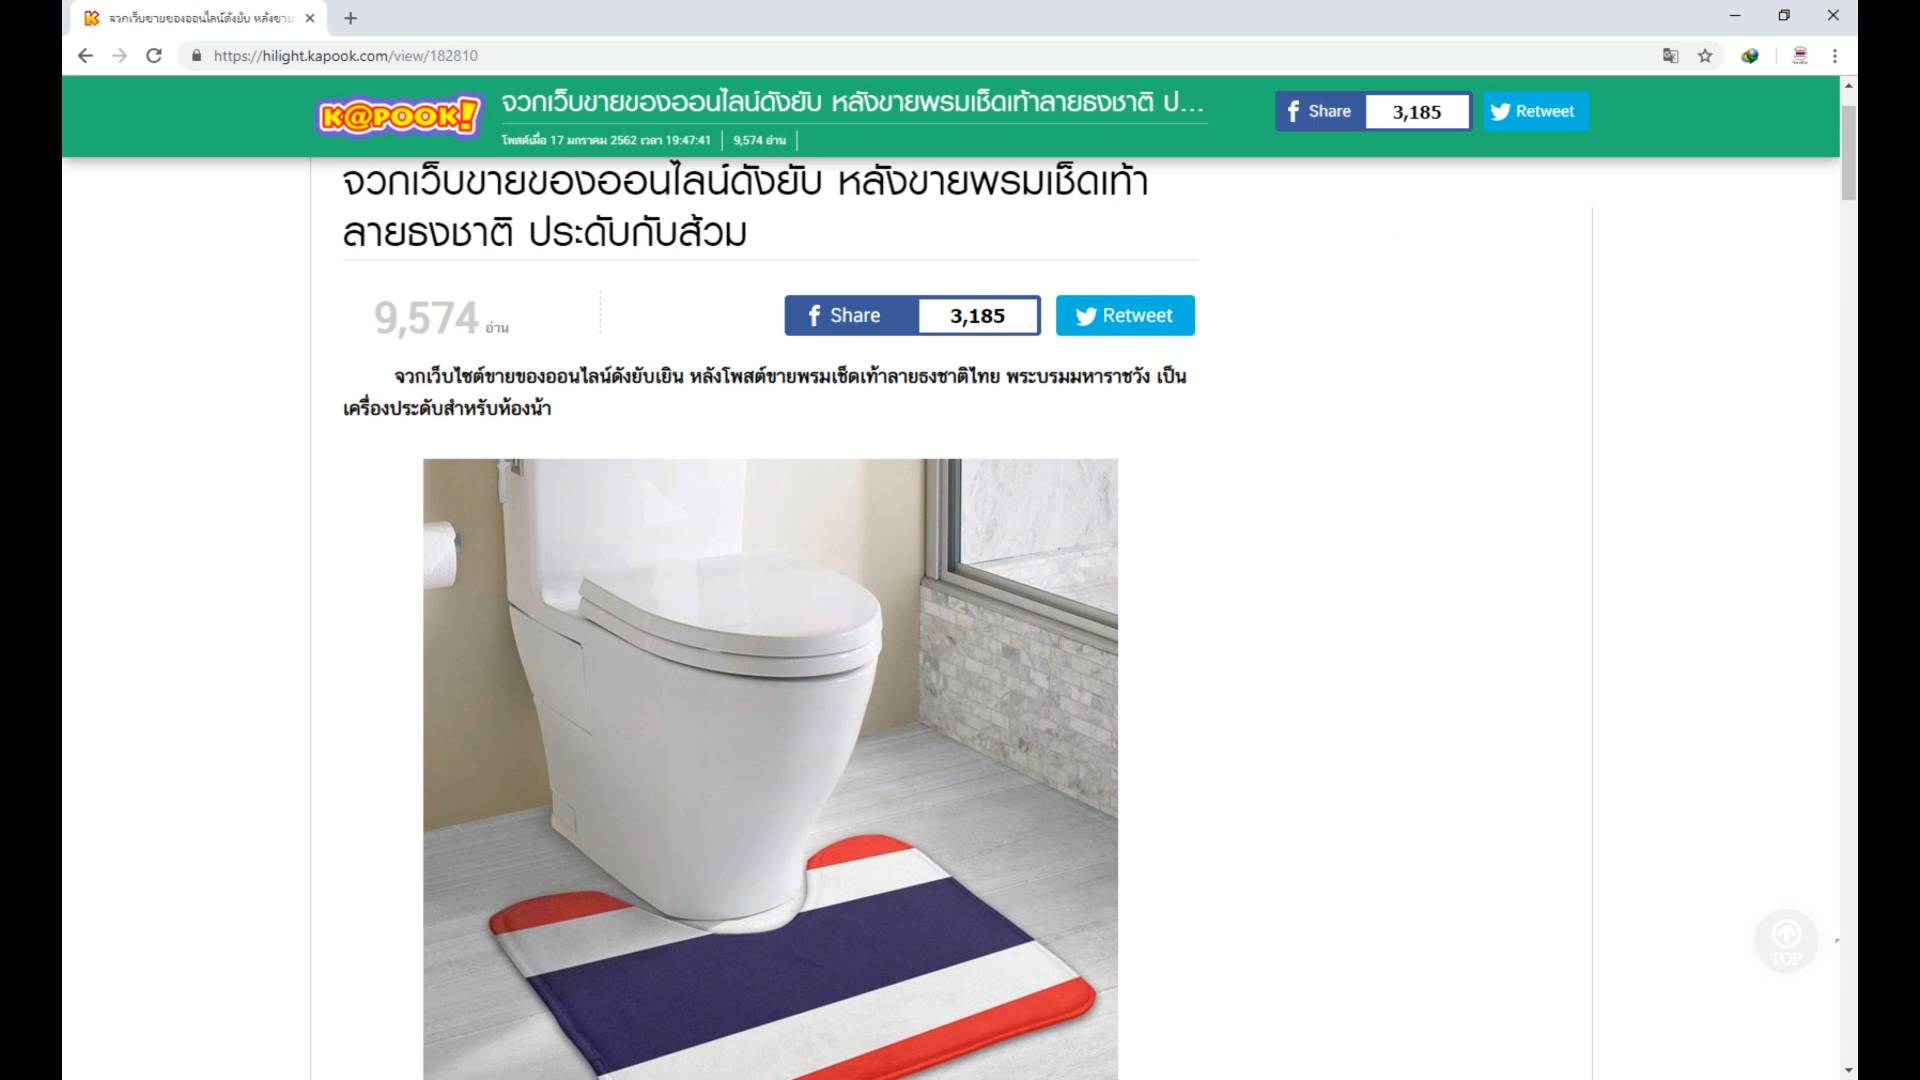 จวกเว็บขายของออนไลน์ดังยับ หลังขาย
https://hilight.kapook.com/view/182810
K@POOK!
จวกเว็บขายของออนไลน์ดังยับ หลังขายพรมเช็ดเท้าลายธงชาติ ป...
โพสต์เมื่อ 17 มกราคม 2562 เวลา 19:47:41
9,574 อ่าน
Share
3,185
Retweet
จวกเว็บขายของออนไลน์ดังยับ หลังขายพรมเช็ดเท้า
ลายธงชาติ ประดับกับส้วม
9,574 อ่าน
Share
3,185
Retweet
จวกเว็บไซต์ขายของออนไลน์ดังยับเยิน หลังโพสต์ขายพรมเช็ดเท้าลายธงชาติไทย พระบรมมหาราชวัง เป็น
เครื่องประดับสำหรับห้องน้ำ
TOP